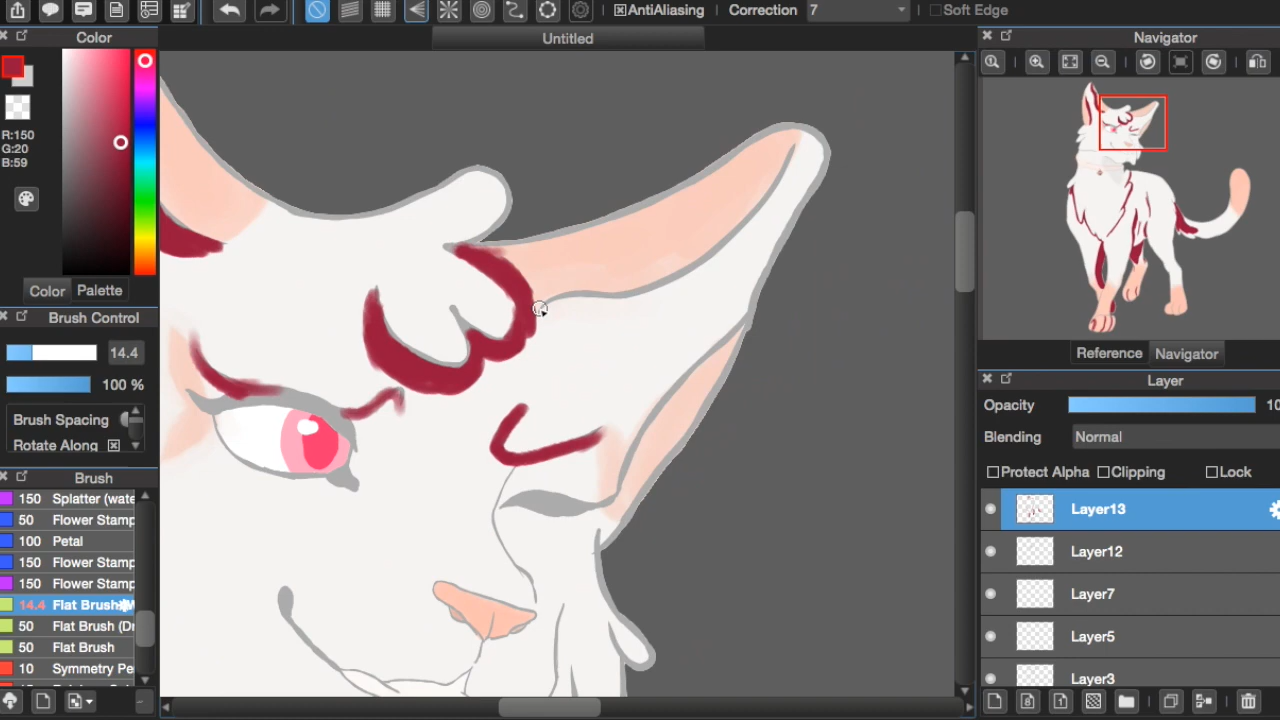 AntiAliasing Correction 7 Soft Edge
Color
Untitled
Navigator
R:150
G:20
B:59
Color Palette
Brush Control
14.4
100 %
Brush Spacing
Rotate Along
Brush
150 Splatter (wate
50 Flower Stamp
100 Petal
150 Flower Stamp
150 Flower Stamp
14.4 Flat Brush
50 Flat Brush (Dr
50 Flat Brush
10 Symmetry Pe
Reference Navigator
Layer
Opacity 10
Blending Normal
Protect Alpha Clipping Lock
Layer13
Layer12
Layer7
Layer5
Layer3